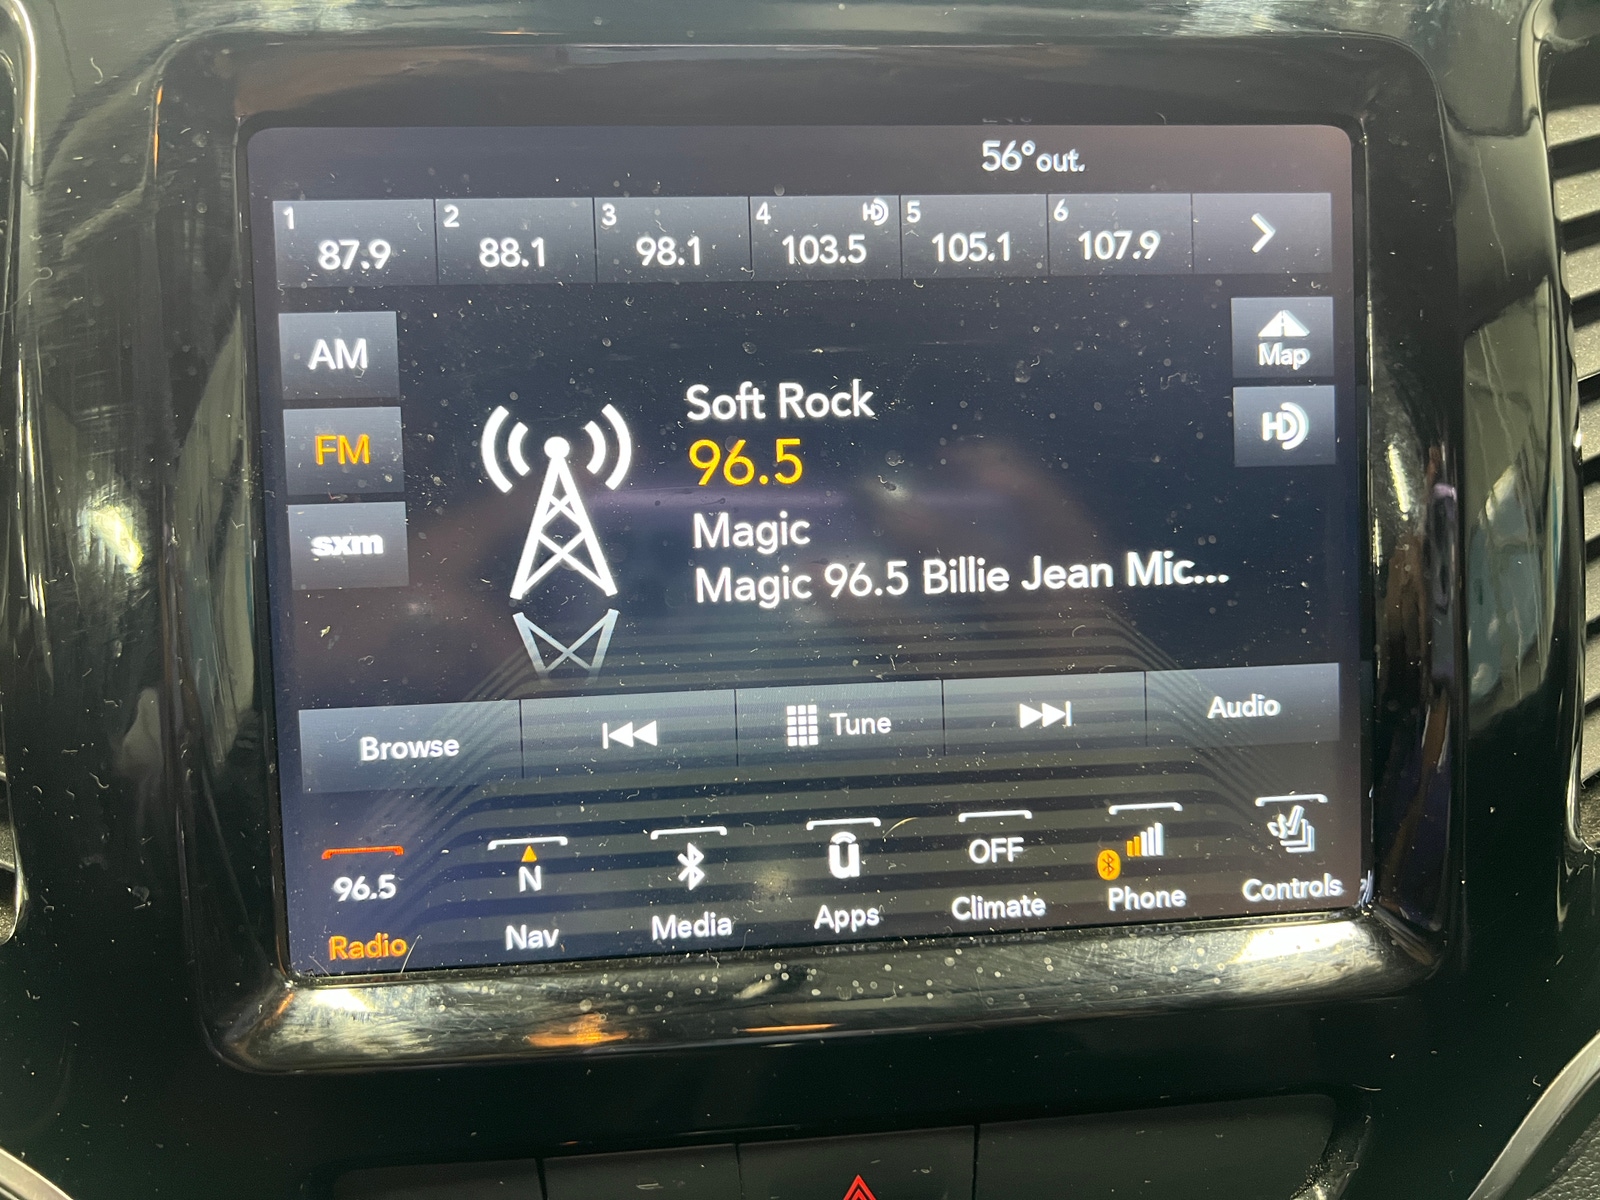 56° out.
1 87.9
2 88.1
3 98.1
4 HD 103.5
5 105.1
6 107.9
AM
FM
sxm
Soft Rock
96.5
Magic
Magic 96.5 Billie Jean Mic...
Map
HD
Browse
Tune
Audio
96.5
Radio
N
Nav
Media
u
Apps
OFF
Climate
Phone
Controls